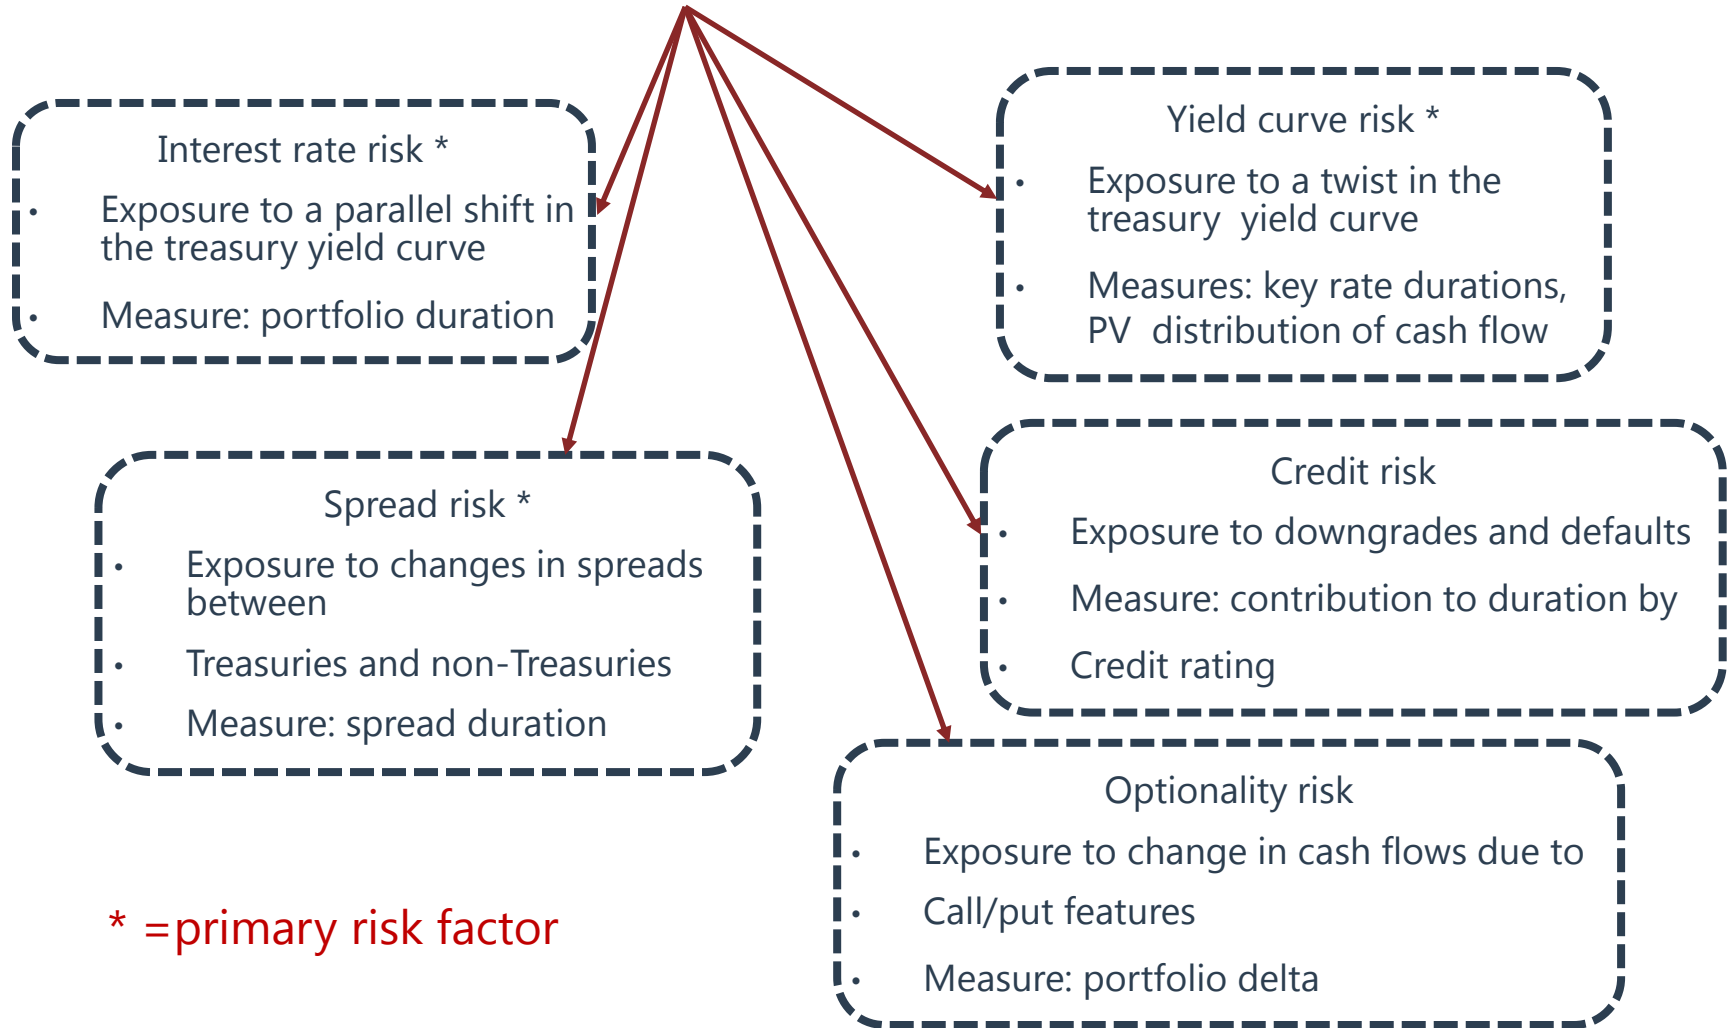 Interest rate risk *
• Exposure to a parallel shift in
the treasury yield curve
• Measure: portfolio duration
Yield curve risk *
• Exposure to a twist in the
treasury yield curve
• Measures: key rate durations,
PV distribution of cash flow
Spread risk *
• Exposure to changes in spreads
between
• Treasuries and non-Treasuries
• Measure: spread duration
Credit risk
• Exposure to downgrades and defaults
• Measure: contribution to duration by
• Credit rating
Optionality risk
• Exposure to change in cash flows due to
• Call/put features
• Measure: portfolio delta
* =primary risk factor